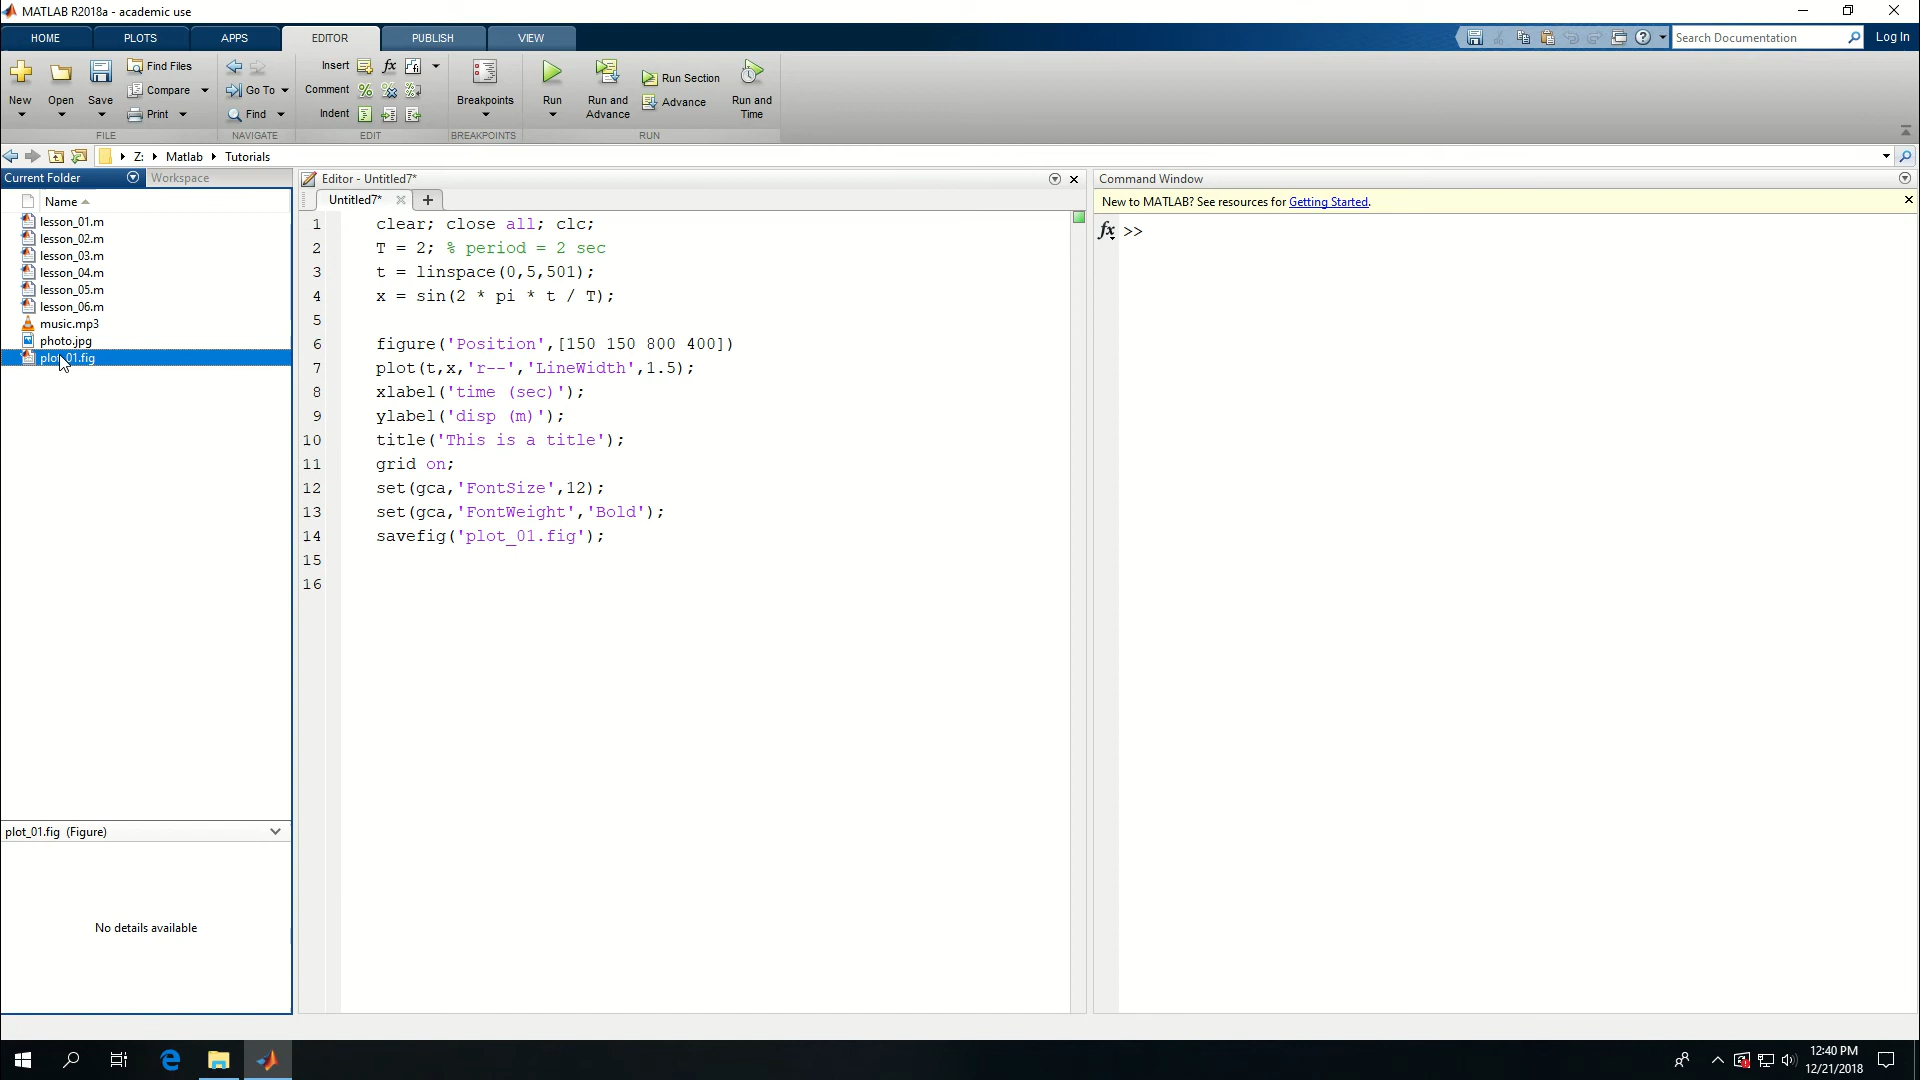 MATLAB R2018a - academic use
HOME PLOTS APPS EDITOR PUBLISH VIEW
Search Documentation Log In
New Open Save Find Files Compare Print
Go To Find
Insert fx
Comment
Indent
Breakpoints
Run
Run and Advance
Run Section
Advance
Run and Time
FILE NAVIGATE EDIT BREAKPOINTS RUN
Z: Matlab Tutorials
Current Folder Workspace
Name
lesson_01.m
lesson_02.m
lesson_03.m
lesson_04.m
lesson_05.m
lesson_06.m
music.mp3
photo.jpg
plot_01.fig
plot_01.fig (Figure)
No details available
Editor - Untitled7*
Untitled7*
1 clear; close all; clc;
2 T = 2; % period = 2 sec
3 t = linspace(0,5,501);
4 x = sin(2 * pi * t / T);
5
6 figure('Position',[150 150 800 400])
7 plot(t,x,'r--','LineWidth',1.5);
8 xlabel('time (sec)');
9 ylabel('disp (m)');
10 title('This is a title');
11 grid on;
12 set(gca,'FontSize',12);
13 set(gca,'FontWeight','Bold');
14 savefig('plot_01.fig');
15
16
Command Window
New to MATLAB? See resources for Getting Started.
fx >>
12:40 PM
12/21/2018